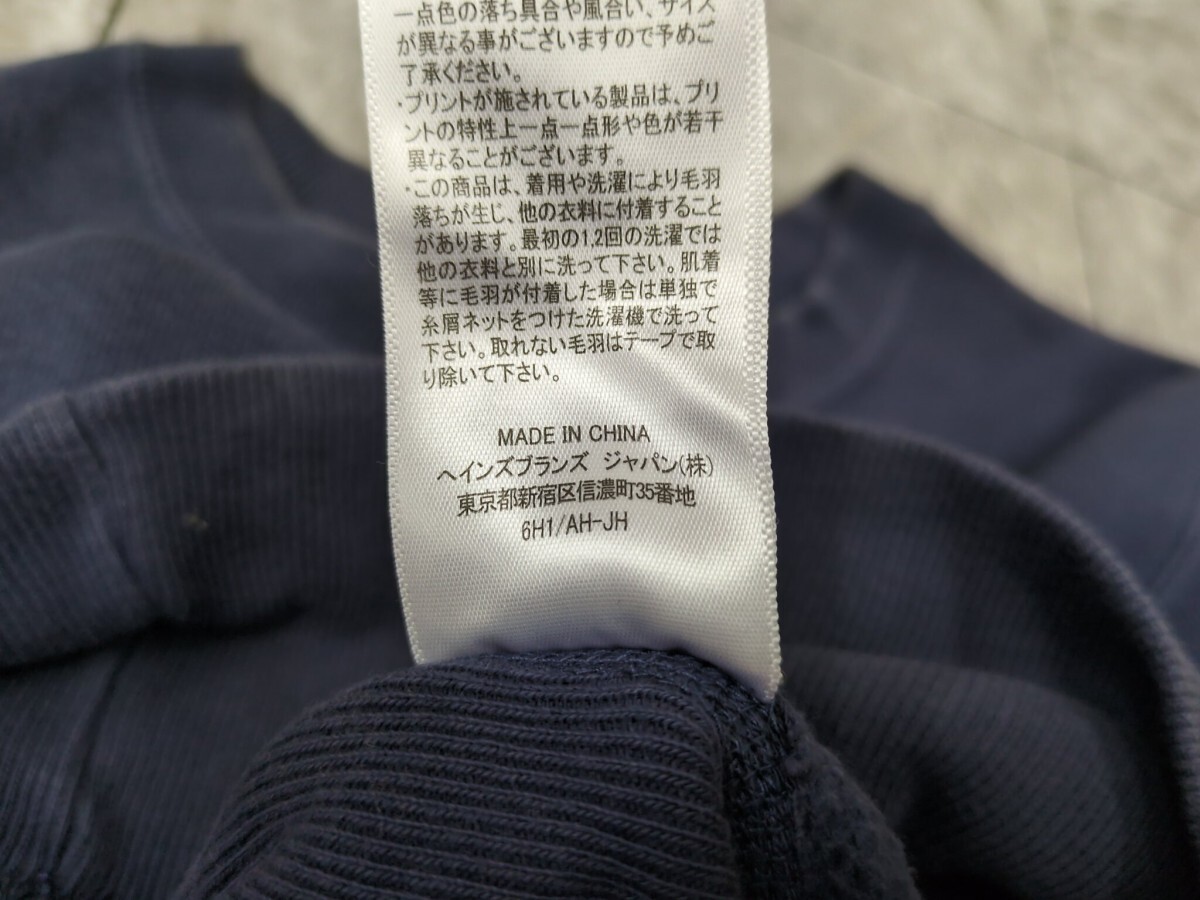 一点色の落ち具合や風合い、サイズ
が異なる事がございますので予めご
了承ください。
・プリントが施されている製品は、プリ
ントの特性上一点一点形や色が若干
異なることがございます。
・この商品は、着用や洗濯により毛羽
落ちが生じ、他の衣料に付着すること
があります。最初の1,2回の洗濯では
他の衣料と別に洗って下さい。肌着
等に毛羽が付着した場合は単独で
糸屑ネットをつけた洗濯機で洗って
下さい。取れない毛羽はテープで取
り除いて下さい。
MADE IN CHINA
ヘインズブランズ ジャパン(株)
東京都新宿区信濃町35番地
6H1/AH-JH